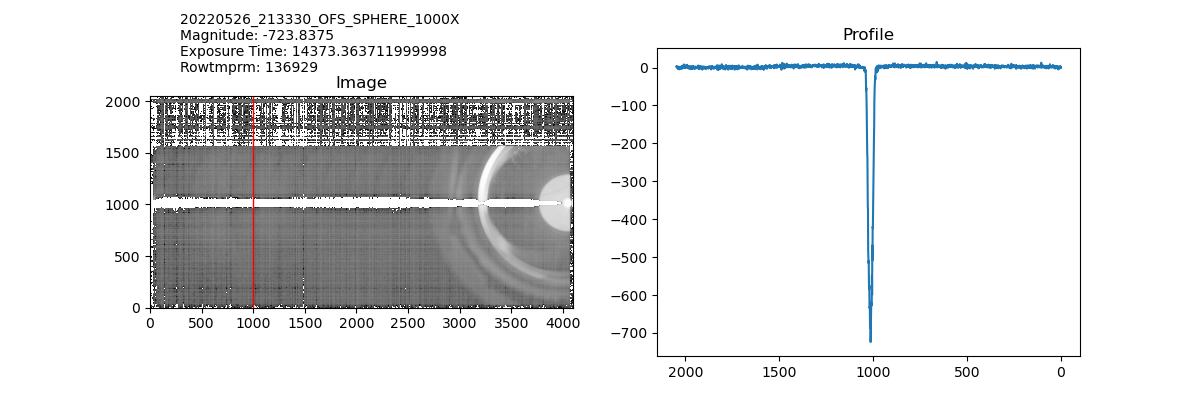 20220526_213330_OFS_SPHERE_1000X
Magnitude: -723.8375
Exposure Time: 14373.363711999998
Rowtmprm: 136929
Image
2000
1500
1000
500
0
0 500 1000 1500 2000 2500 3000 3500 4000
Profile
0
−100
−200
−300
−400
−500
−600
−700
2000 1500 1000 500 0